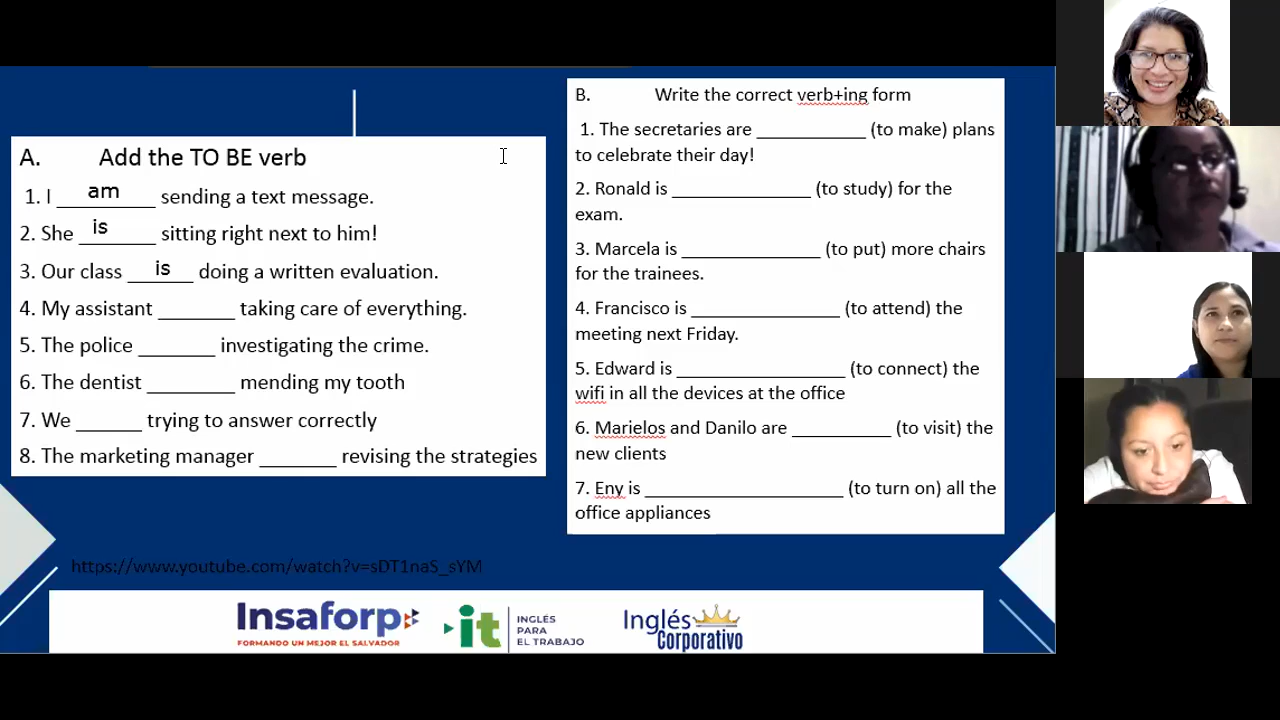 A. Add the TO BE verb
1. I am sending a text message.
2. She is sitting right next to him!
3. Our class is doing a written evaluation.
4. My assistant ________ taking care of everything.
5. The police ________ investigating the crime.
6. The dentist _________ mending my tooth
7. We _______ trying to answer correctly
8. The marketing manager ________ revising the strategies
B. Write the correct verb+ing form
1. The secretaries are ____________ (to make) plans
to celebrate their day!
2. Ronald is _______________ (to study) for the
exam.
3. Marcela is _______________ (to put) more chairs
for the trainees.
4. Francisco is ________________ (to attend) the
meeting next Friday.
5. Edward is __________________ (to connect) the
wifi in all the devices at the office
6. Marielos and Danilo are ___________ (to visit) the
new clients
7. Eny is _____________________ (to turn on) all the
office appliances
https://www.youtube.com/watch?v=sDT1naS_sYM
Insaforp
FORMANDO UN MEJOR EL SALVADOR
it
INGLÉS
PARA
EL TRABAJO
Inglés
Corporativo